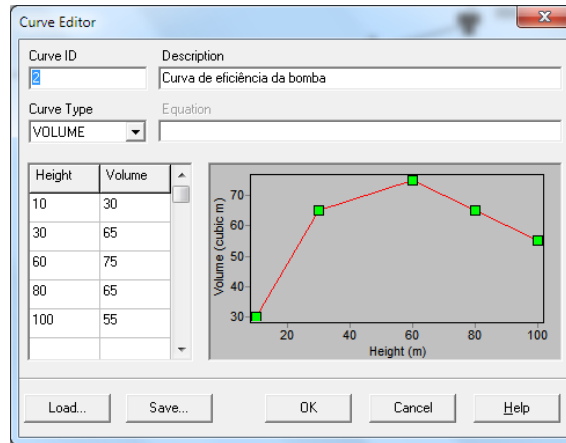 Curve Editor
Curve ID Description
2 Curva de eficiência da bomba
Curve Type Equation
VOLUME
Height Volume
10 30
30 65
60 75
80 65
100 55
Volume (cubic m)
70
60
50
40
30
20 40 60 80 100
Height (m)
Load... Save... OK Cancel Help